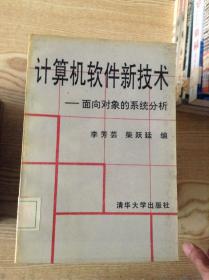 计算机软件新技术
——面向对象的系统分析
李芳芸 柴跃廷 编
清华大学出版社